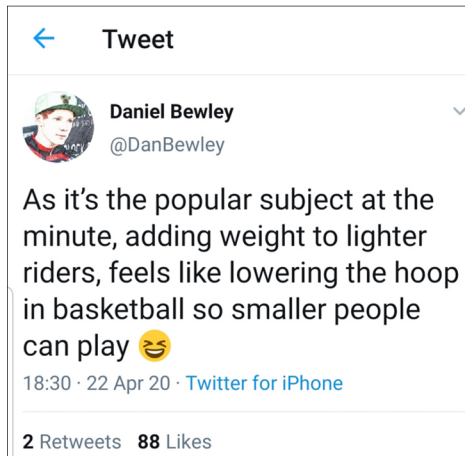 Tweet
Daniel Bewley
@DanBewley
As it’s the popular subject at the
minute, adding weight to lighter
riders, feels like lowering the hoop
in basketball so smaller people
can play 😆
18:30 · 22 Apr 20 · Twitter for iPhone
2 Retweets 88 Likes